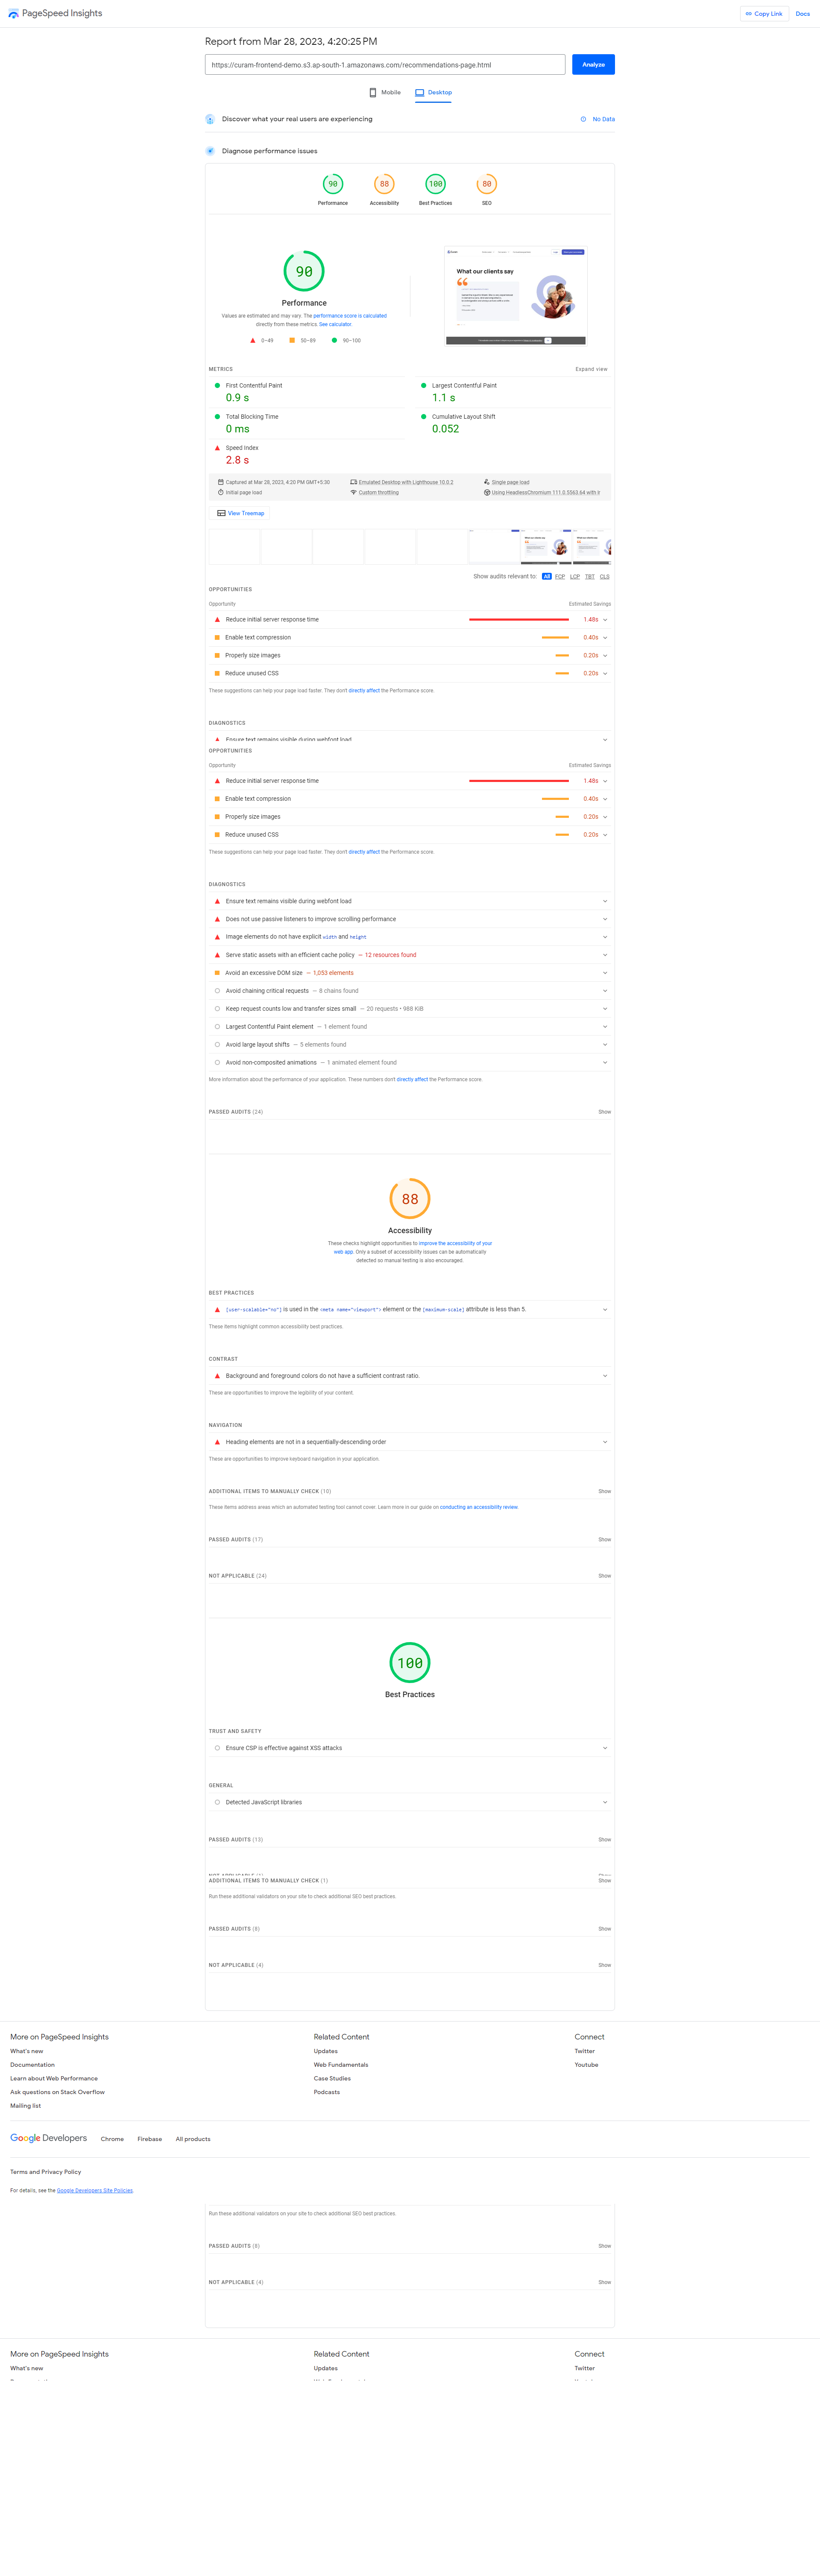 PageSpeed Insights
Copy Link
Docs
Report from Mar 28, 2023, 4:20:25 PM
https://curam-frontend-demo.s3.ap-south-1.amazonaws.com/recommendations-page.html
Analyze
Mobile
Desktop
Discover what your real users are experiencing
No Data
Diagnose performance issues
90
88
100
80
Performance
Accessibility
Best Practices
SEO
90
Performance
Values are estimated and may vary. The performance score is calculated
directly from these metrics. See calculator.
0–49
50–89
90–100
What our clients say
METRICS
Expand view
First Contentful Paint
0.9 s
Largest Contentful Paint
1.1 s
Total Blocking Time
0 ms
Cumulative Layout Shift
0.052
Speed Index
2.8 s
Captured at Mar 28, 2023, 4:20 PM GMT+5:30
Emulated Desktop with Lighthouse 10.0.2
Single page load
Initial page load
Custom throttling
Using HeadlessChromium 111.0.5563.64 with lr
View Treemap
Show audits relevant to:
All
FCP
LCP
TBT
CLS
OPPORTUNITIES
Opportunity
Estimated Savings
Reduce initial server response time
1.48s
Enable text compression
0.40s
Properly size images
0.20s
Reduce unused CSS
0.20s
These suggestions can help your page load faster. They don't directly affect the Performance score.
DIAGNOSTICS
Ensure text remains visible during webfont load
OPPORTUNITIES
Opportunity
Estimated Savings
Reduce initial server response time
1.48s
Enable text compression
0.40s
Properly size images
0.20s
Reduce unused CSS
0.20s
These suggestions can help your page load faster. They don't directly affect the Performance score.
DIAGNOSTICS
Ensure text remains visible during webfont load
Does not use passive listeners to improve scrolling performance
Image elements do not have explicit width and height
Serve static assets with an efficient cache policy — 12 resources found
Avoid an excessive DOM size — 1,053 elements
Avoid chaining critical requests — 8 chains found
Keep request counts low and transfer sizes small — 20 requests • 988 KiB
Largest Contentful Paint element — 1 element found
Avoid large layout shifts — 5 elements found
Avoid non-composited animations — 1 animated element found
More information about the performance of your application. These numbers don't directly affect the Performance score.
PASSED AUDITS (24)
Show
88
Accessibility
These checks highlight opportunities to improve the accessibility of your
web app. Only a subset of accessibility issues can be automatically
detected so manual testing is also encouraged.
BEST PRACTICES
[user-scalable="no"] is used in the <meta name="viewport"> element or the [maximum-scale] attribute is less than 5.
These items highlight common accessibility best practices.
CONTRAST
Background and foreground colors do not have a sufficient contrast ratio.
These are opportunities to improve the legibility of your content.
NAVIGATION
Heading elements are not in a sequentially-descending order
These are opportunities to improve keyboard navigation in your application.
ADDITIONAL ITEMS TO MANUALLY CHECK (10)
Show
These items address areas which an automated testing tool cannot cover. Learn more in our guide on conducting an accessibility review.
PASSED AUDITS (17)
Show
NOT APPLICABLE (24)
Show
100
Best Practices
TRUST AND SAFETY
Ensure CSP is effective against XSS attacks
GENERAL
Detected JavaScript libraries
PASSED AUDITS (13)
Show
ADDITIONAL ITEMS TO MANUALLY CHECK (1)
Show
Run these additional validators on your site to check additional SEO best practices.
PASSED AUDITS (8)
Show
NOT APPLICABLE (4)
Show
More on PageSpeed Insights
Related Content
Connect
What's new
Updates
Twitter
Documentation
Web Fundamentals
Youtube
Learn about Web Performance
Case Studies
Ask questions on Stack Overflow
Podcasts
Mailing list
Google Developers
Chrome
Firebase
All products
Terms and Privacy Policy
For details, see the Google Developers Site Policies.
Run these additional validators on your site to check additional SEO best practices.
PASSED AUDITS (8)
Show
NOT APPLICABLE (4)
Show
More on PageSpeed Insights
Related Content
Connect
What's new
Updates
Twitter